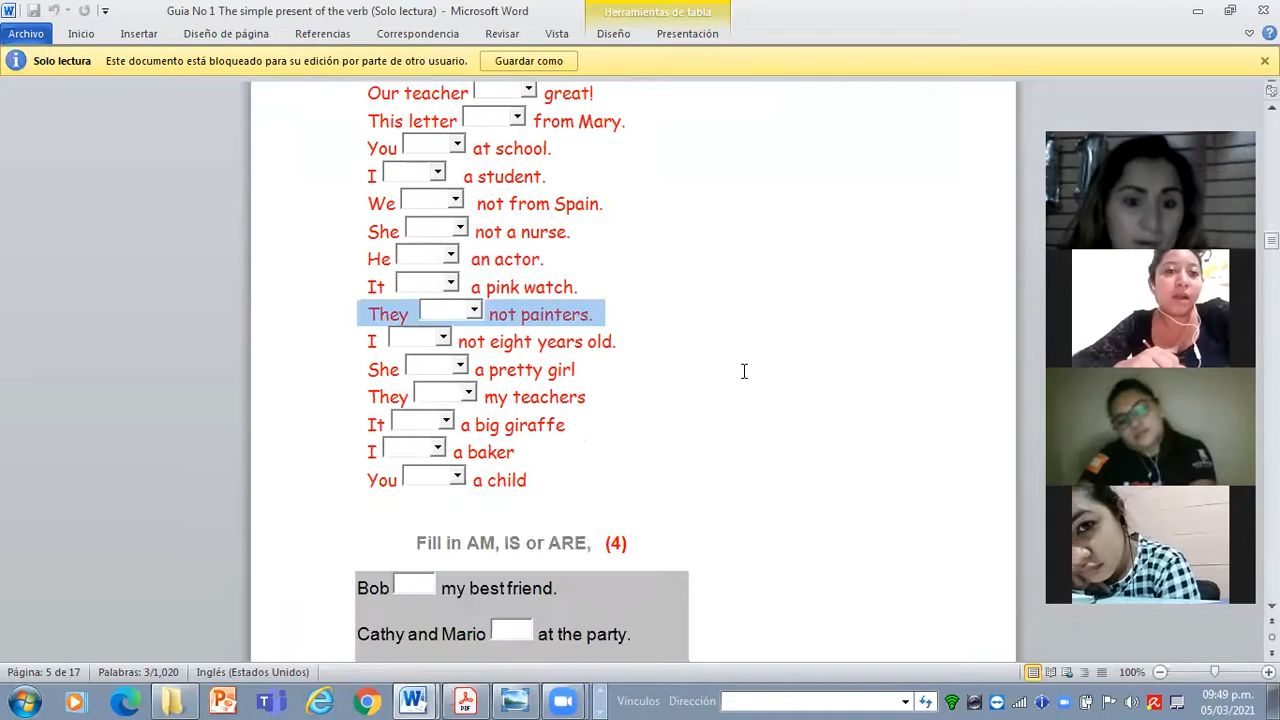 Guia No 1 The simple present of the verb (Solo lectura) - Microsoft Word
Herramientas de tabla
Archivo Inicio Insertar Diseño de página Referencias Correspondencia Revisar Vista Diseño Presentación
Solo lectura Este documento está bloqueado para su edición por parte de otro usuario. Guardar como
Our teacher great!
This letter from Mary.
You at school.
I a student.
We not from Spain.
She not a nurse.
He an actor.
It a pink watch.
They not painters.
I not eight years old.
She a pretty girl
They my teachers
It a big giraffe
I a baker
You a child
Fill in AM, IS or ARE, (4)
Bob my best friend.
Cathy and Mario at the party.
Página: 5 de 17 Palabras: 3/1,020 Inglés (Estados Unidos) 100%
Vínculos Dirección 09:49 p.m.
05/03/2021